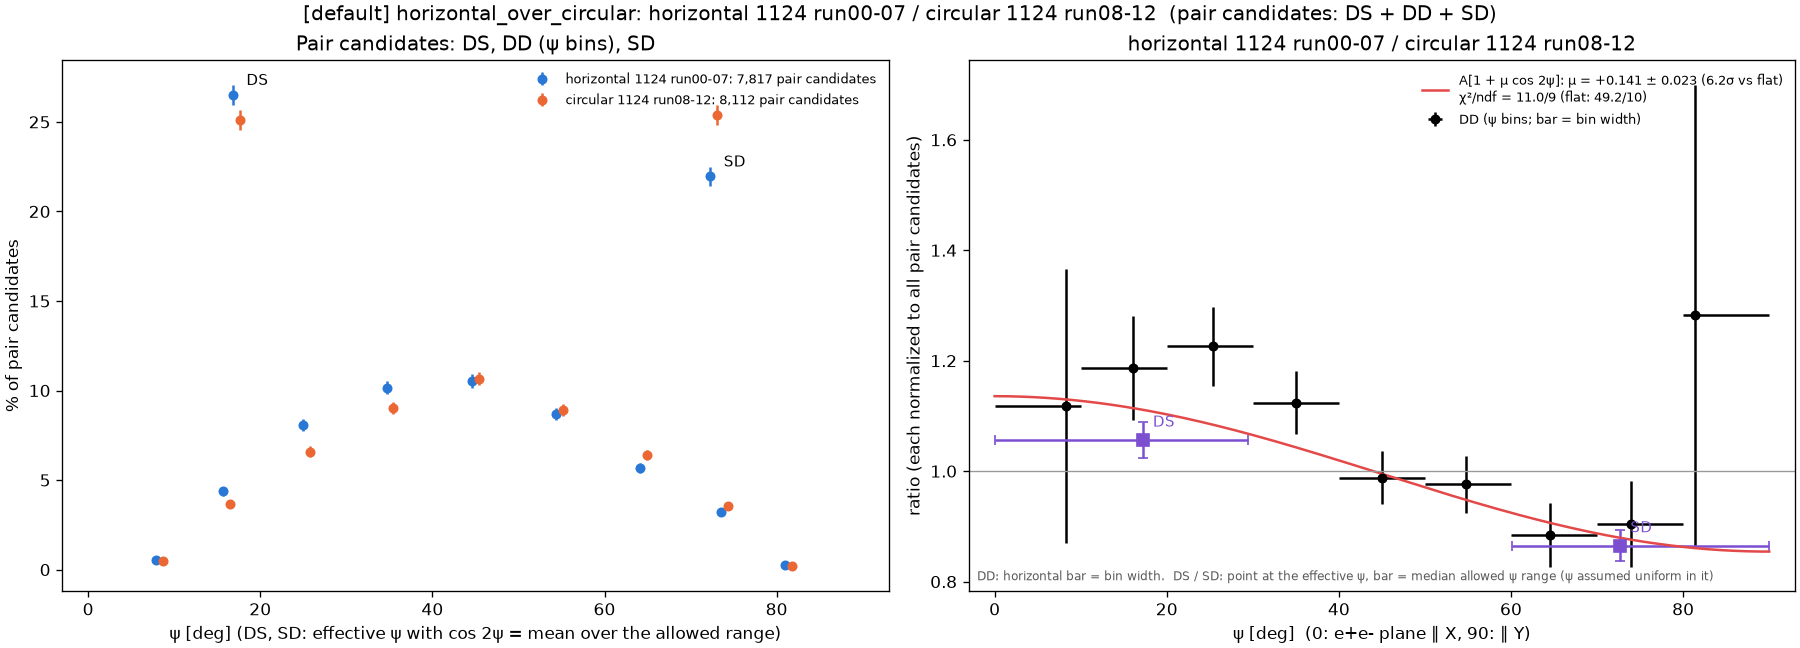 [default] horizontal_over_circular: horizontal 1124 run00-07 / circular 1124 run08-12  (pair candidates: DS + DD + SD)
Pair candidates: DS, DD (ψ bins), SD
DS
horizontal 1124 run00-07: 7,817 pair candidates
circular 1124 run08-12: 8,112 pair candidates
SD
% of pair candidates
25
20
15
10
5
0
0
20
40
60
80
ψ [deg] (DS, SD: effective ψ with cos 2ψ = mean over the allowed range)
horizontal 1124 run00-07 / circular 1124 run08-12
A[1 + μ cos 2ψ]: μ = +0.141 ± 0.023 (6.2σ vs flat)
χ²/ndf = 11.0/9 (flat: 49.2/10)
DD (ψ bins; bar = bin width)
DS
SD
ratio (each normalized to all pair candidates)
1.6
1.4
1.2
1.0
0.8
DD: horizontal bar = bin width.  DS / SD: point at the effective ψ, bar = median allowed ψ range (ψ assumed uniform in it)
0
20
40
60
80
ψ [deg]  (0: e+e- plane ∥ X, 90: ∥ Y)